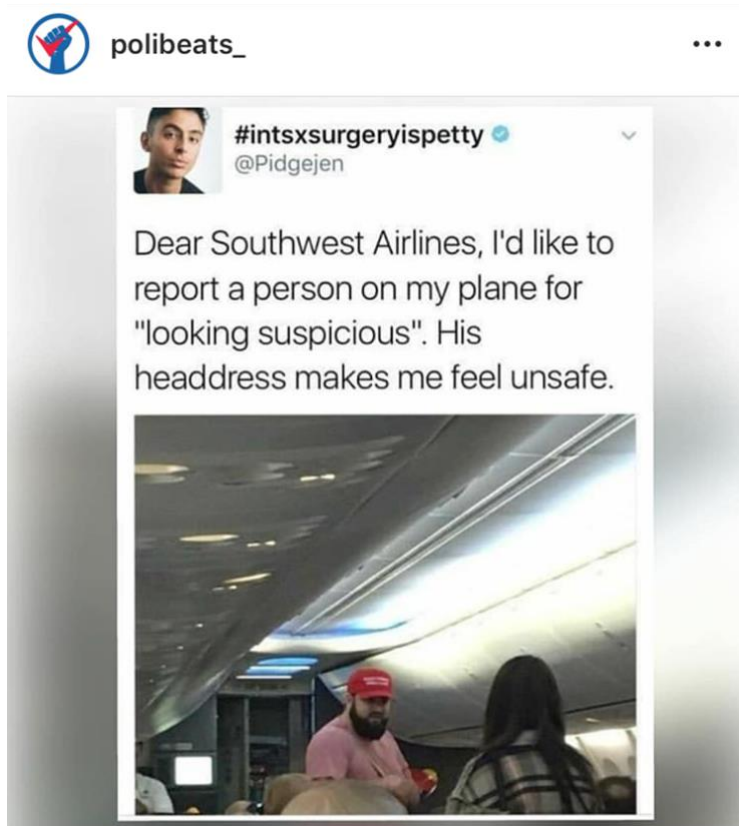 polibeats_
#intsxsurgeryispetty
@Pidgejen
Dear Southwest Airlines, I'd like to
report a person on my plane for
"looking suspicious". His
headdress makes me feel unsafe.